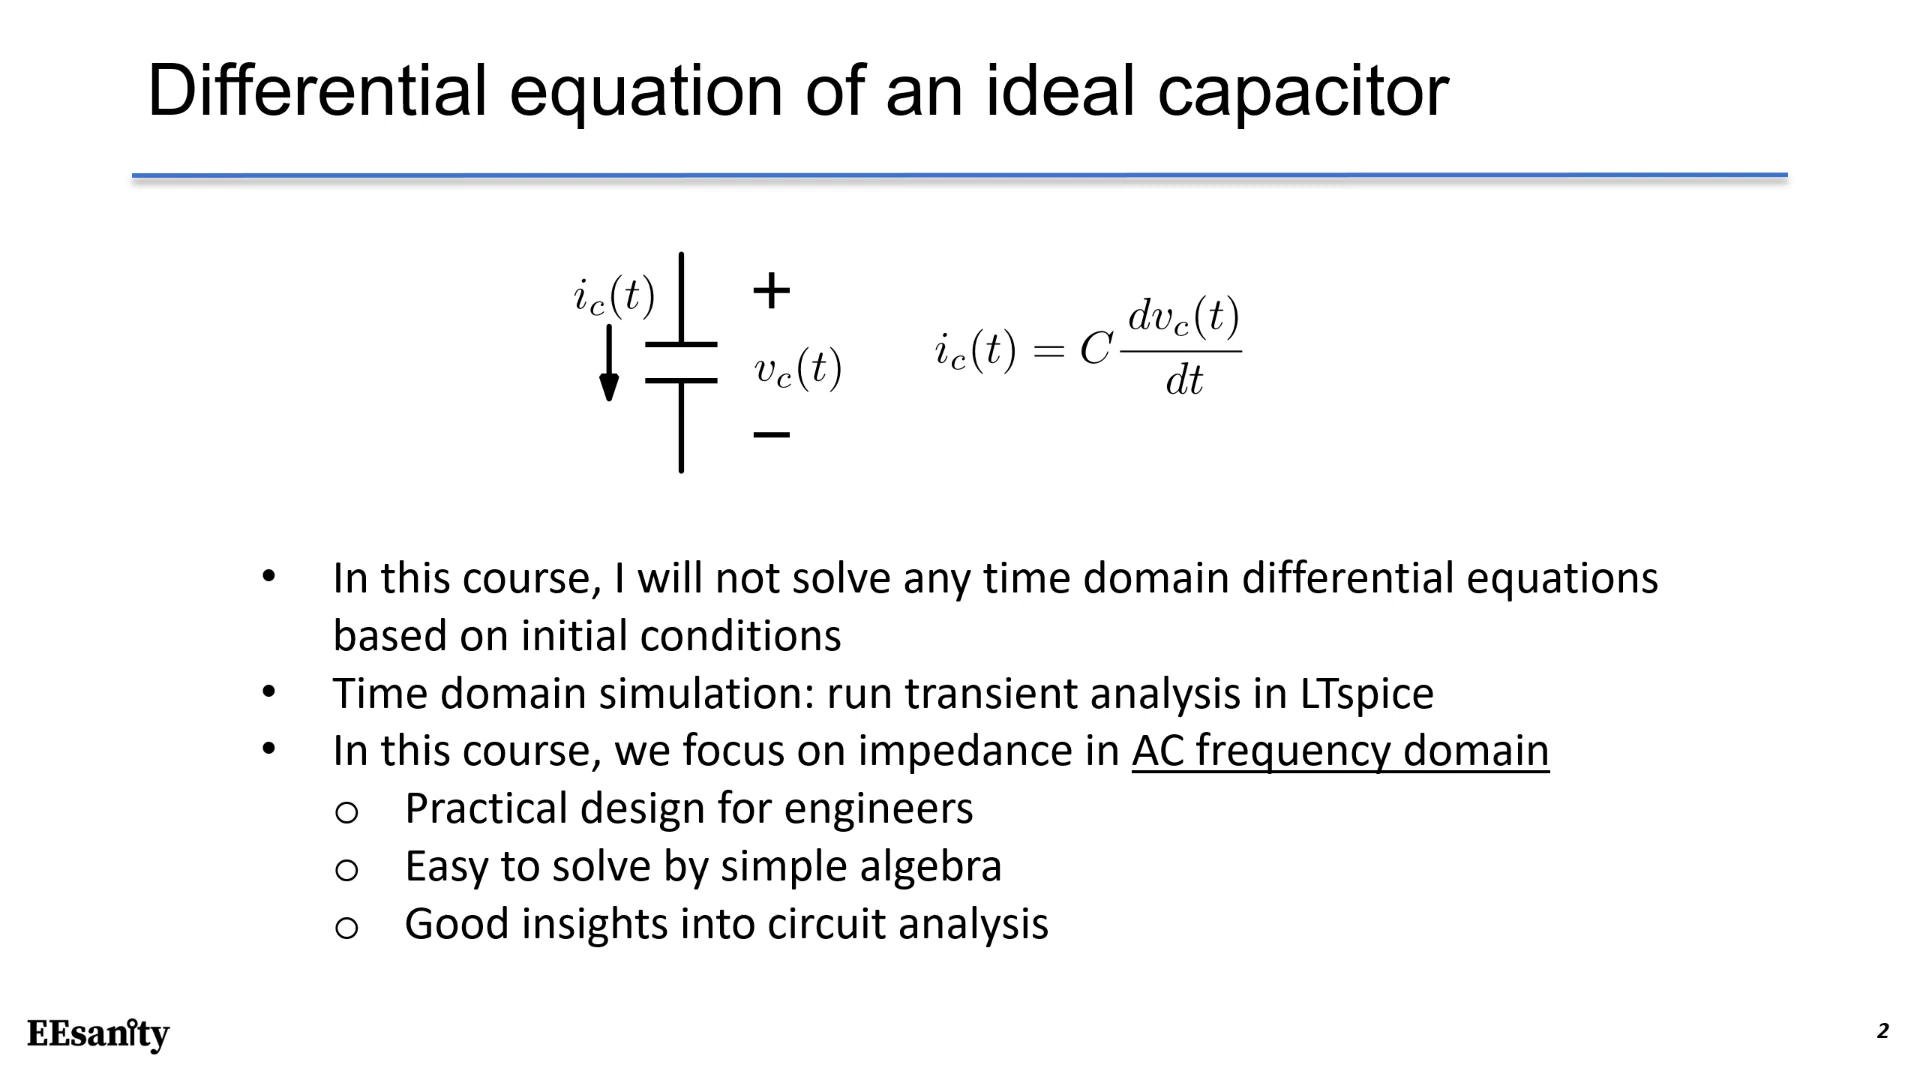 Differential equation of an ideal capacitor
i_c(t)
+
v_c(t)
−
i_c(t) = C dv_c(t)/dt
• In this course, I will not solve any time domain differential equations
based on initial conditions
• Time domain simulation: run transient analysis in LTspice
• In this course, we focus on impedance in AC frequency domain
o Practical design for engineers
o Easy to solve by simple algebra
o Good insights into circuit analysis
EEsanity
2